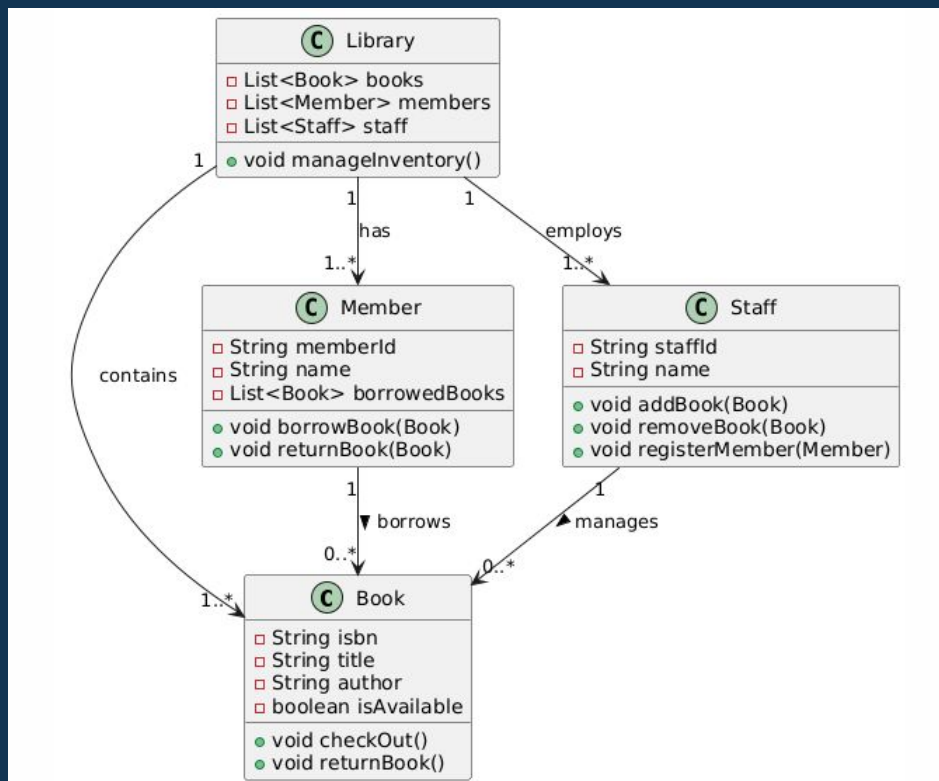 C Library
List<Book> books
List<Member> members
List<Staff> staff
void manageInventory()
1
1
1
has
employs
1..*
1..*
C Member
String memberId
String name
List<Book> borrowedBooks
void borrowBook(Book)
void returnBook(Book)
C Staff
String staffId
String name
void addBook(Book)
void removeBook(Book)
void registerMember(Member)
contains
1
1
borrows
manages
0..*
0..*
1..*
C Book
String isbn
String title
String author
boolean isAvailable
void checkOut()
void returnBook()